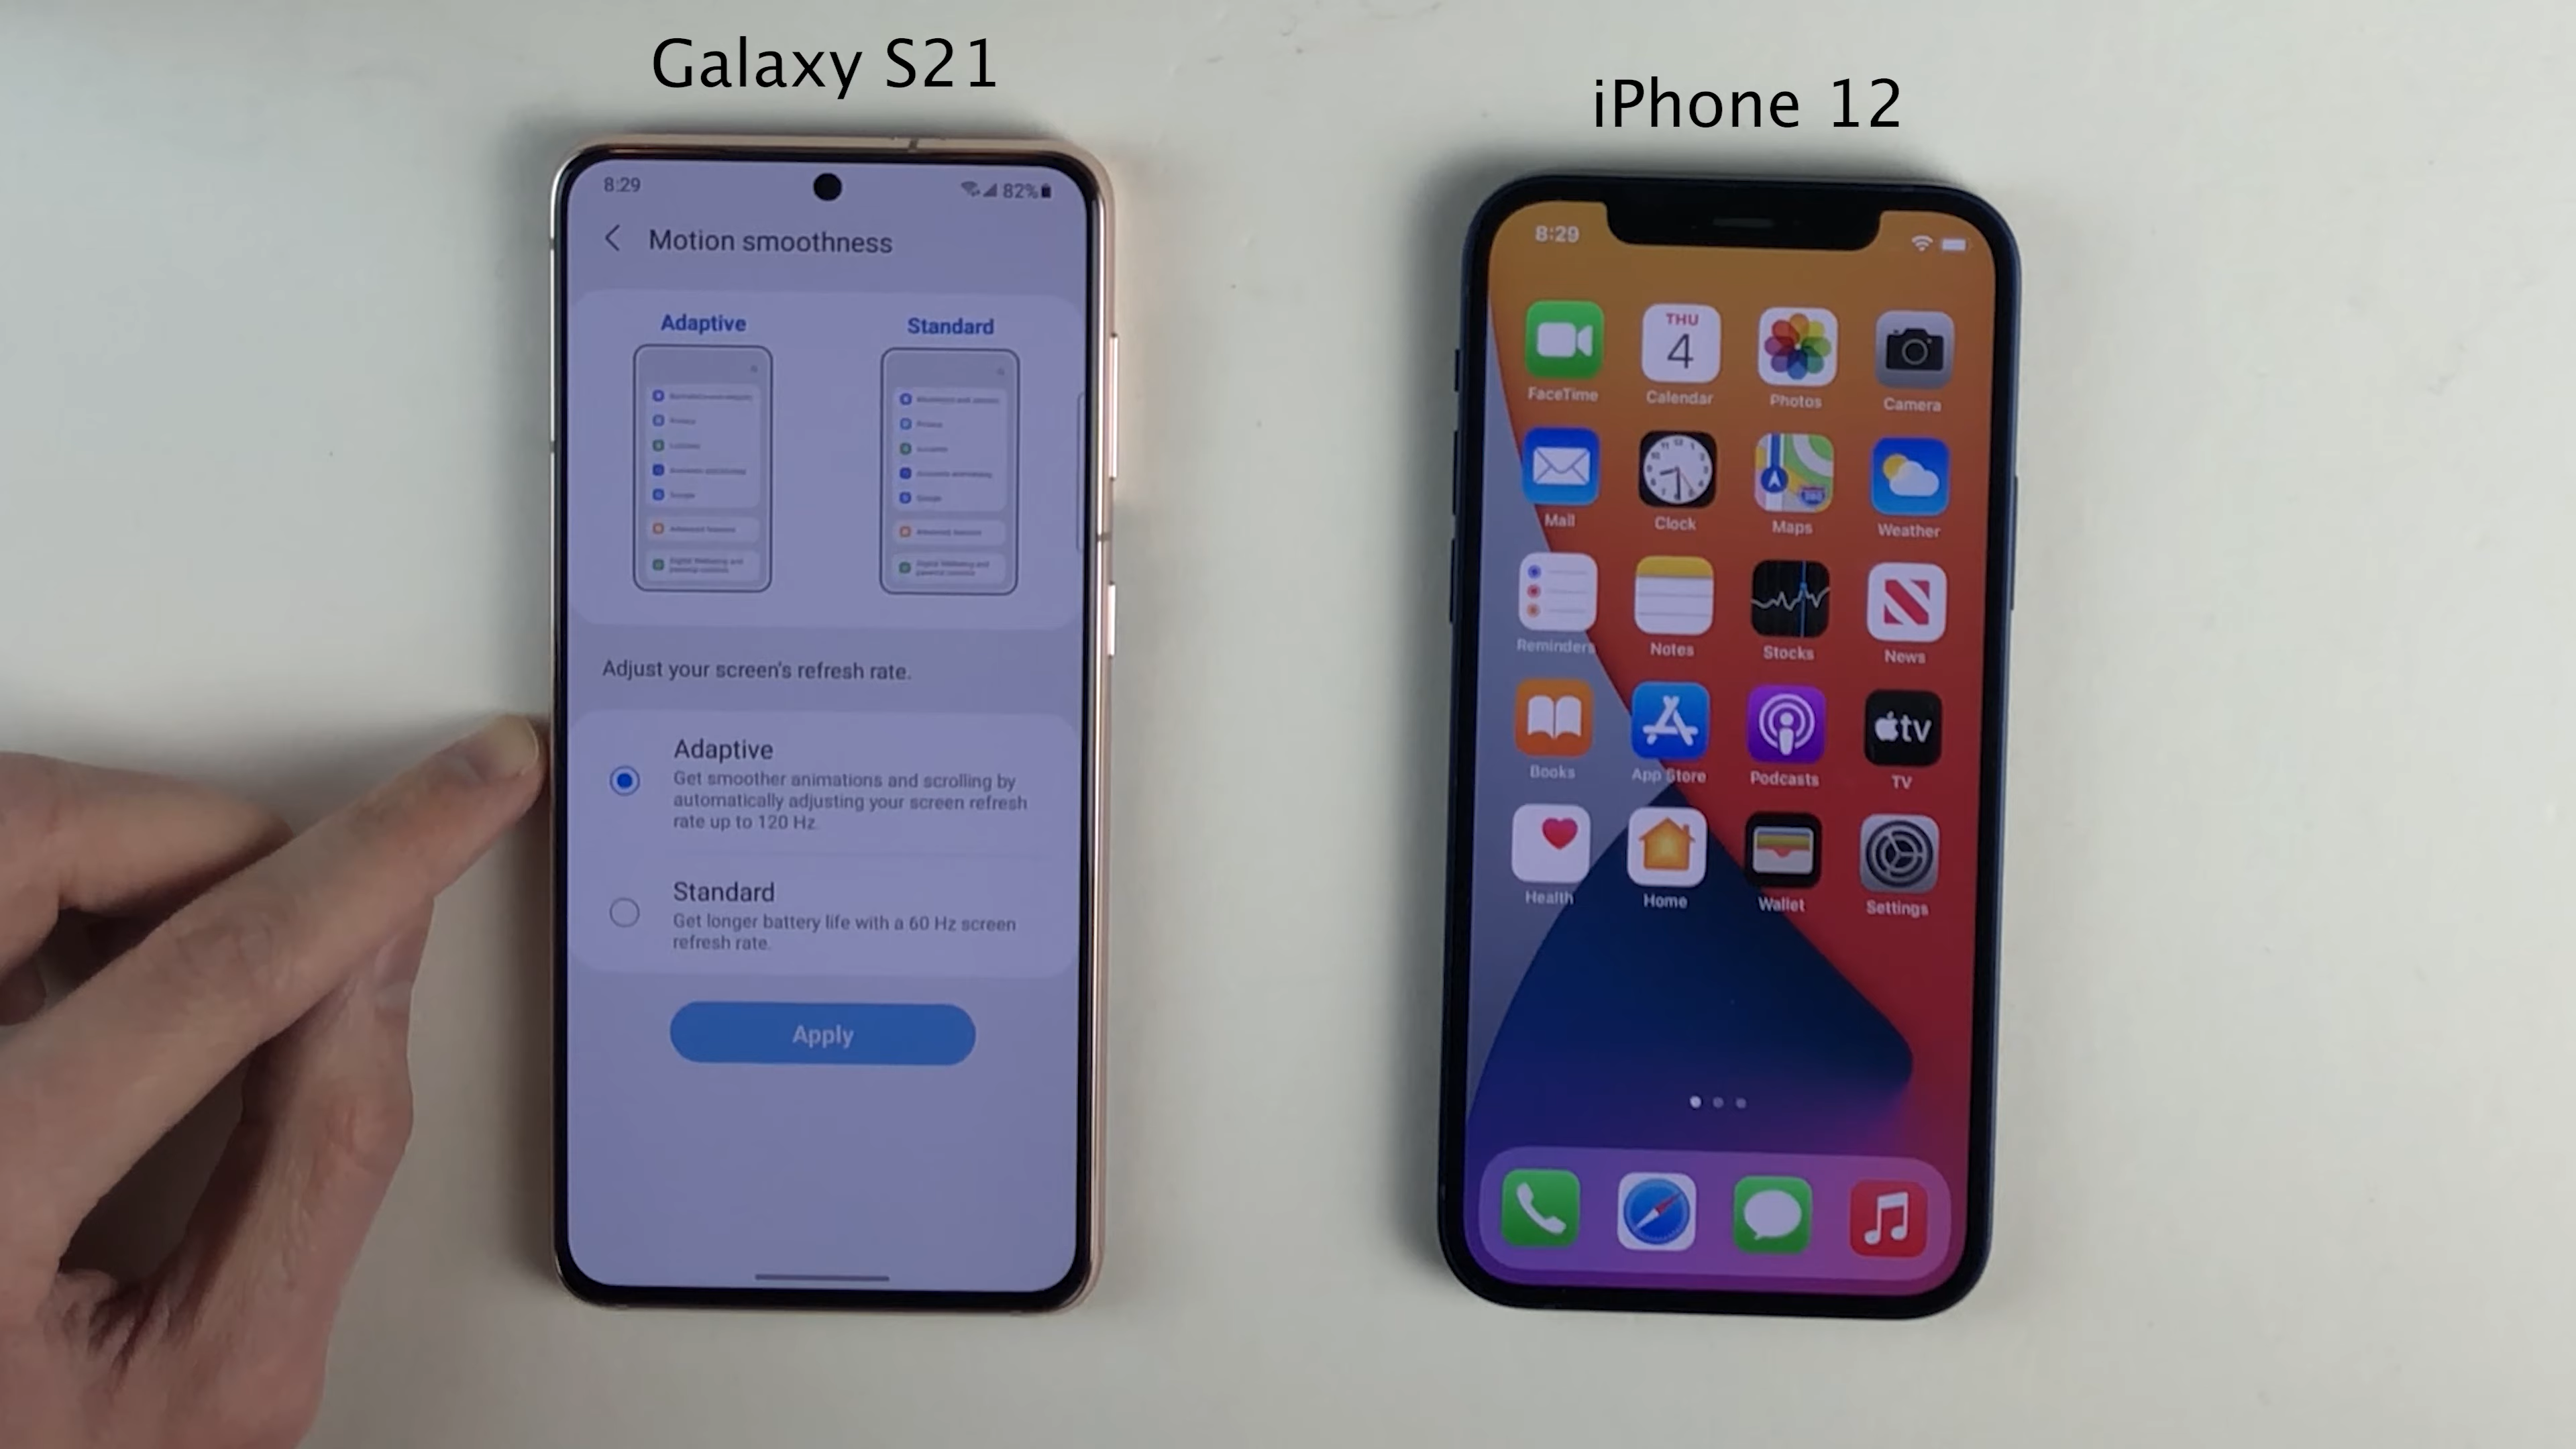 Galaxy S21
iPhone 12
8:29
82%
Motion smoothness
Adaptive
Standard
Adjust your screen's refresh rate.
Adaptive
Get smoother animations and scrolling by
automatically adjusting your screen refresh
rate up to 120 Hz.
Standard
Get longer battery life with a 60 Hz screen
refresh rate.
Apply
8:29
THU
4
FaceTime
Calendar
Photos
Camera
Mail
Clock
Maps
Weather
Reminders
Notes
Stocks
News
tv
Books
App Store
Podcasts
TV
Health
Home
Wallet
Settings